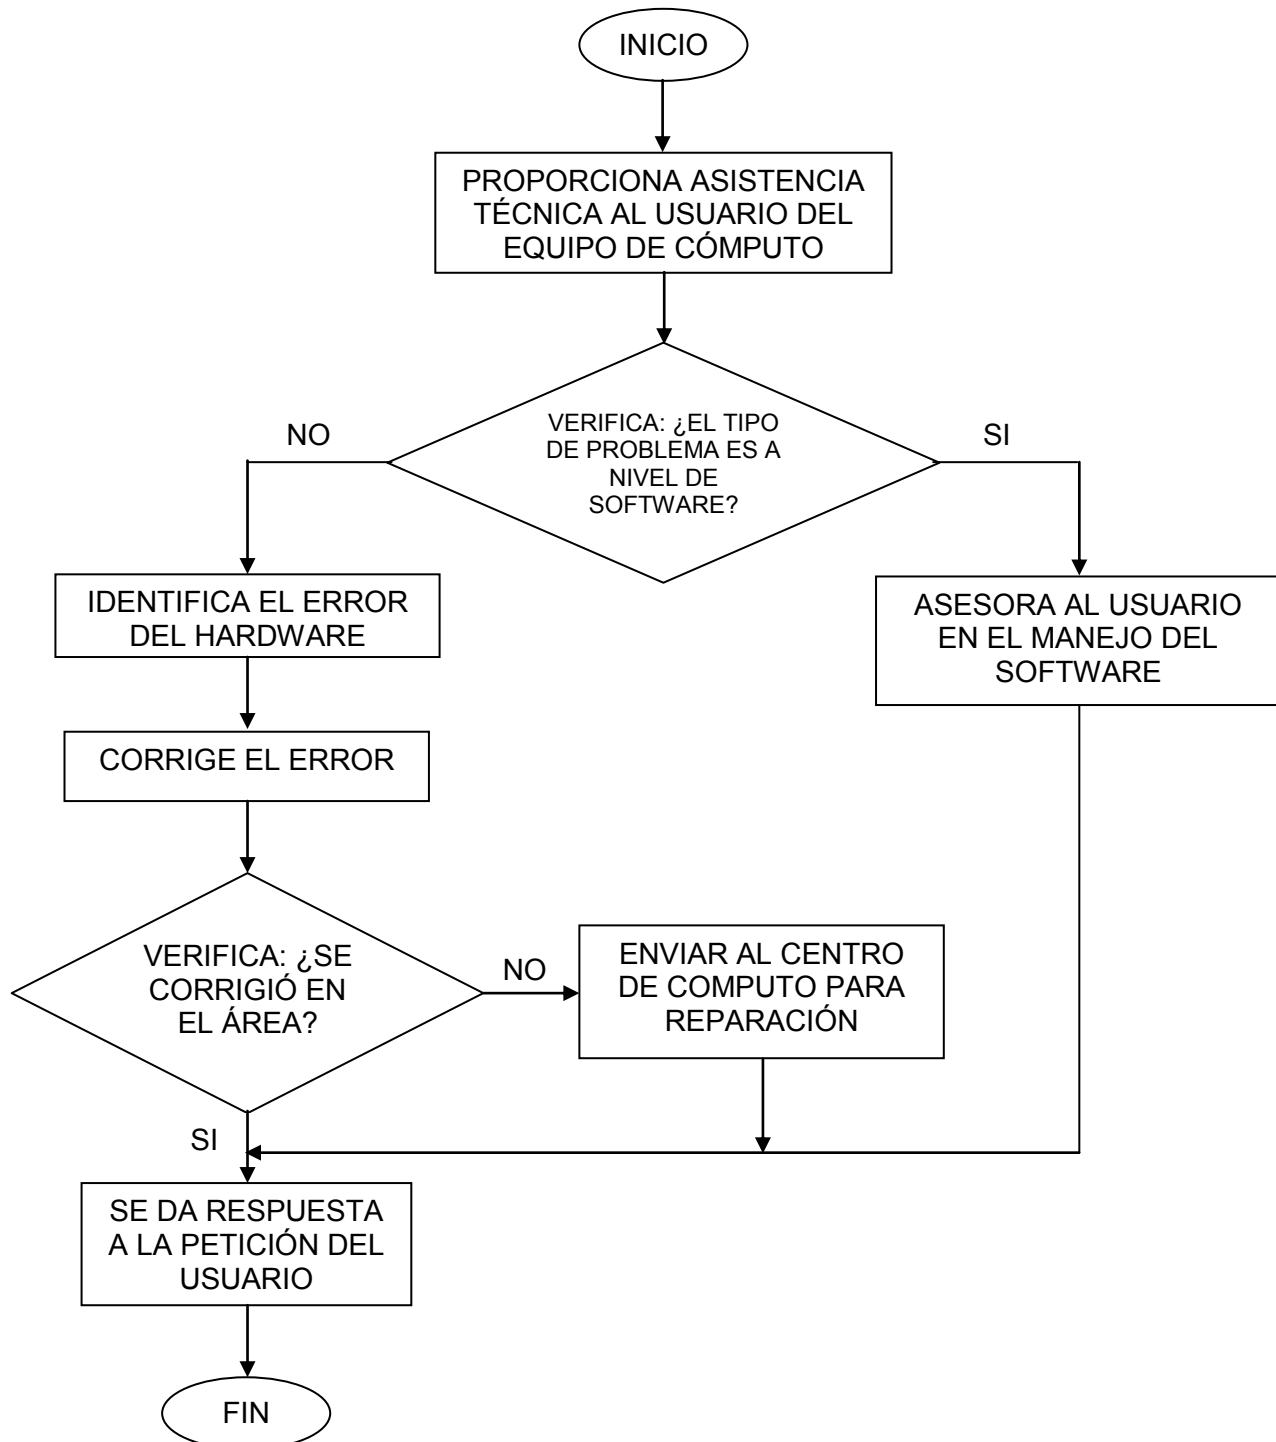 INICIO
PROPORCIONA ASISTENCIA
TÉCNICA AL USUARIO DEL
EQUIPO DE CÓMPUTO
VERIFICA: ¿EL TIPO
DE PROBLEMA ES A
NIVEL DE
SOFTWARE?
NO
SI
IDENTIFICA EL ERROR
DEL HARDWARE
ASESORA AL USUARIO
EN EL MANEJO DEL
SOFTWARE
CORRIGE EL ERROR
VERIFICA: ¿SE
CORRIGIÓ EN
EL ÁREA?
NO
ENVIAR AL CENTRO
DE COMPUTO PARA
REPARACIÓN
SI
SE DA RESPUESTA
A LA PETICIÓN DEL
USUARIO
FIN